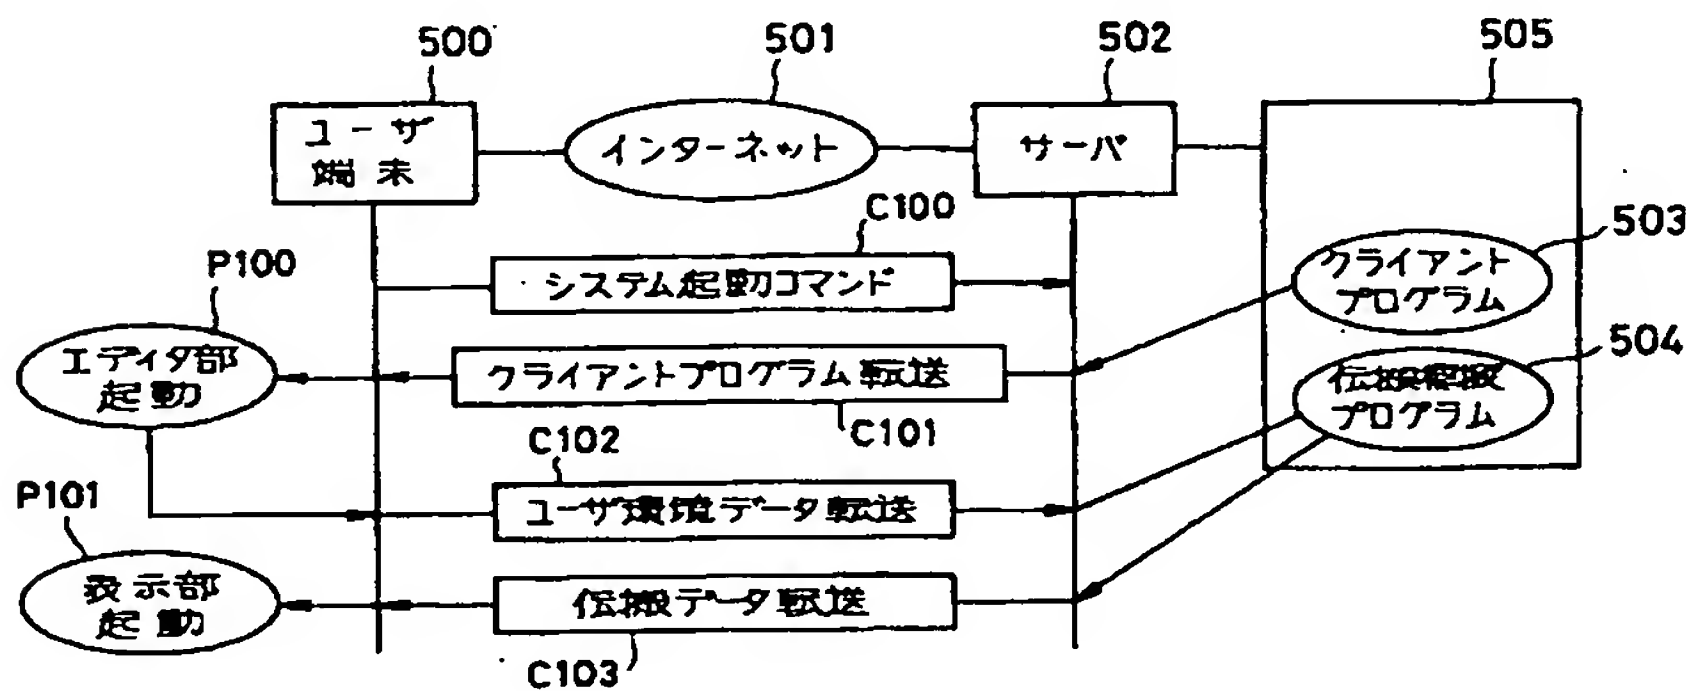 500
501
502
505
ユーザ
端末
インターネット
サーバ
C100
503
P100
システム起動コマンド
クライアント
プログラム
504
エディタ部
起動
クライアントプログラム転送
プログラム
C101
C102
P101
ユーザ環境データ転送
表示部
起動
伝搬データ転送
C103